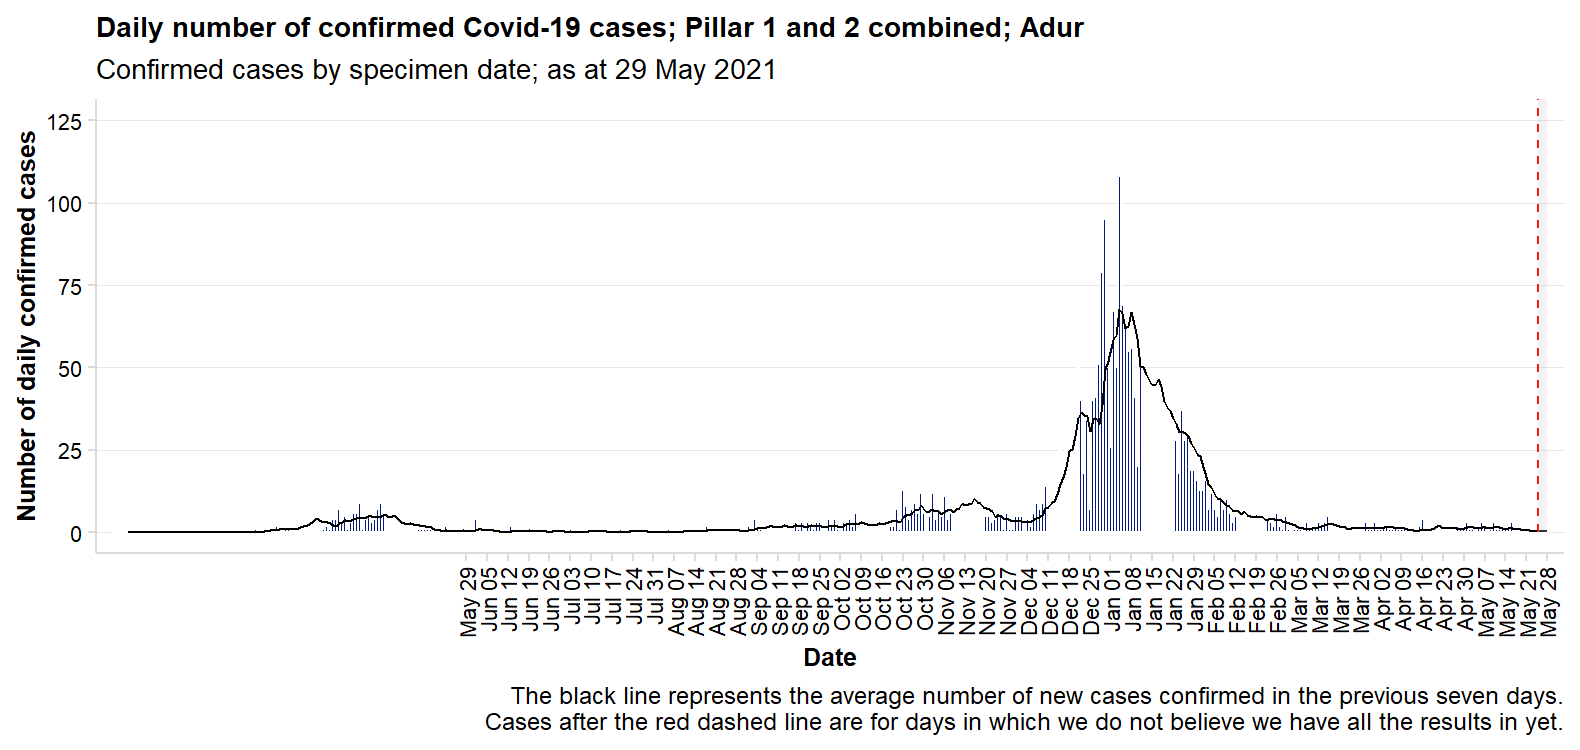 Daily number of confirmed Covid-19 cases; Pillar 1 and 2 combined; Adur
Confirmed cases by specimen date; as at 29 May 2021
Number of daily confirmed cases
125
100
75
50
25
0
May 29
Jun 05
Jun 12
Jun 19
Jun 26
Jul 03
Jul 10
Jul 17
Jul 24
Jul 31
Aug 07
Aug 14
Aug 21
Aug 28
Sep 04
Sep 11
Sep 18
Sep 25
Oct 02
Oct 09
Oct 16
Oct 23
Oct 30
Nov 06
Nov 13
Nov 20
Nov 27
Dec 04
Dec 11
Dec 18
Dec 25
Jan 01
Jan 08
Jan 15
Jan 22
Jan 29
Feb 05
Feb 12
Feb 19
Feb 26
Mar 05
Mar 12
Mar 19
Mar 26
Apr 02
Apr 09
Apr 16
Apr 23
Apr 30
May 07
May 14
May 21
May 28
Date
The black line represents the average number of new cases confirmed in the previous seven days.
Cases after the red dashed line are for days in which we do not believe we have all the results in yet.